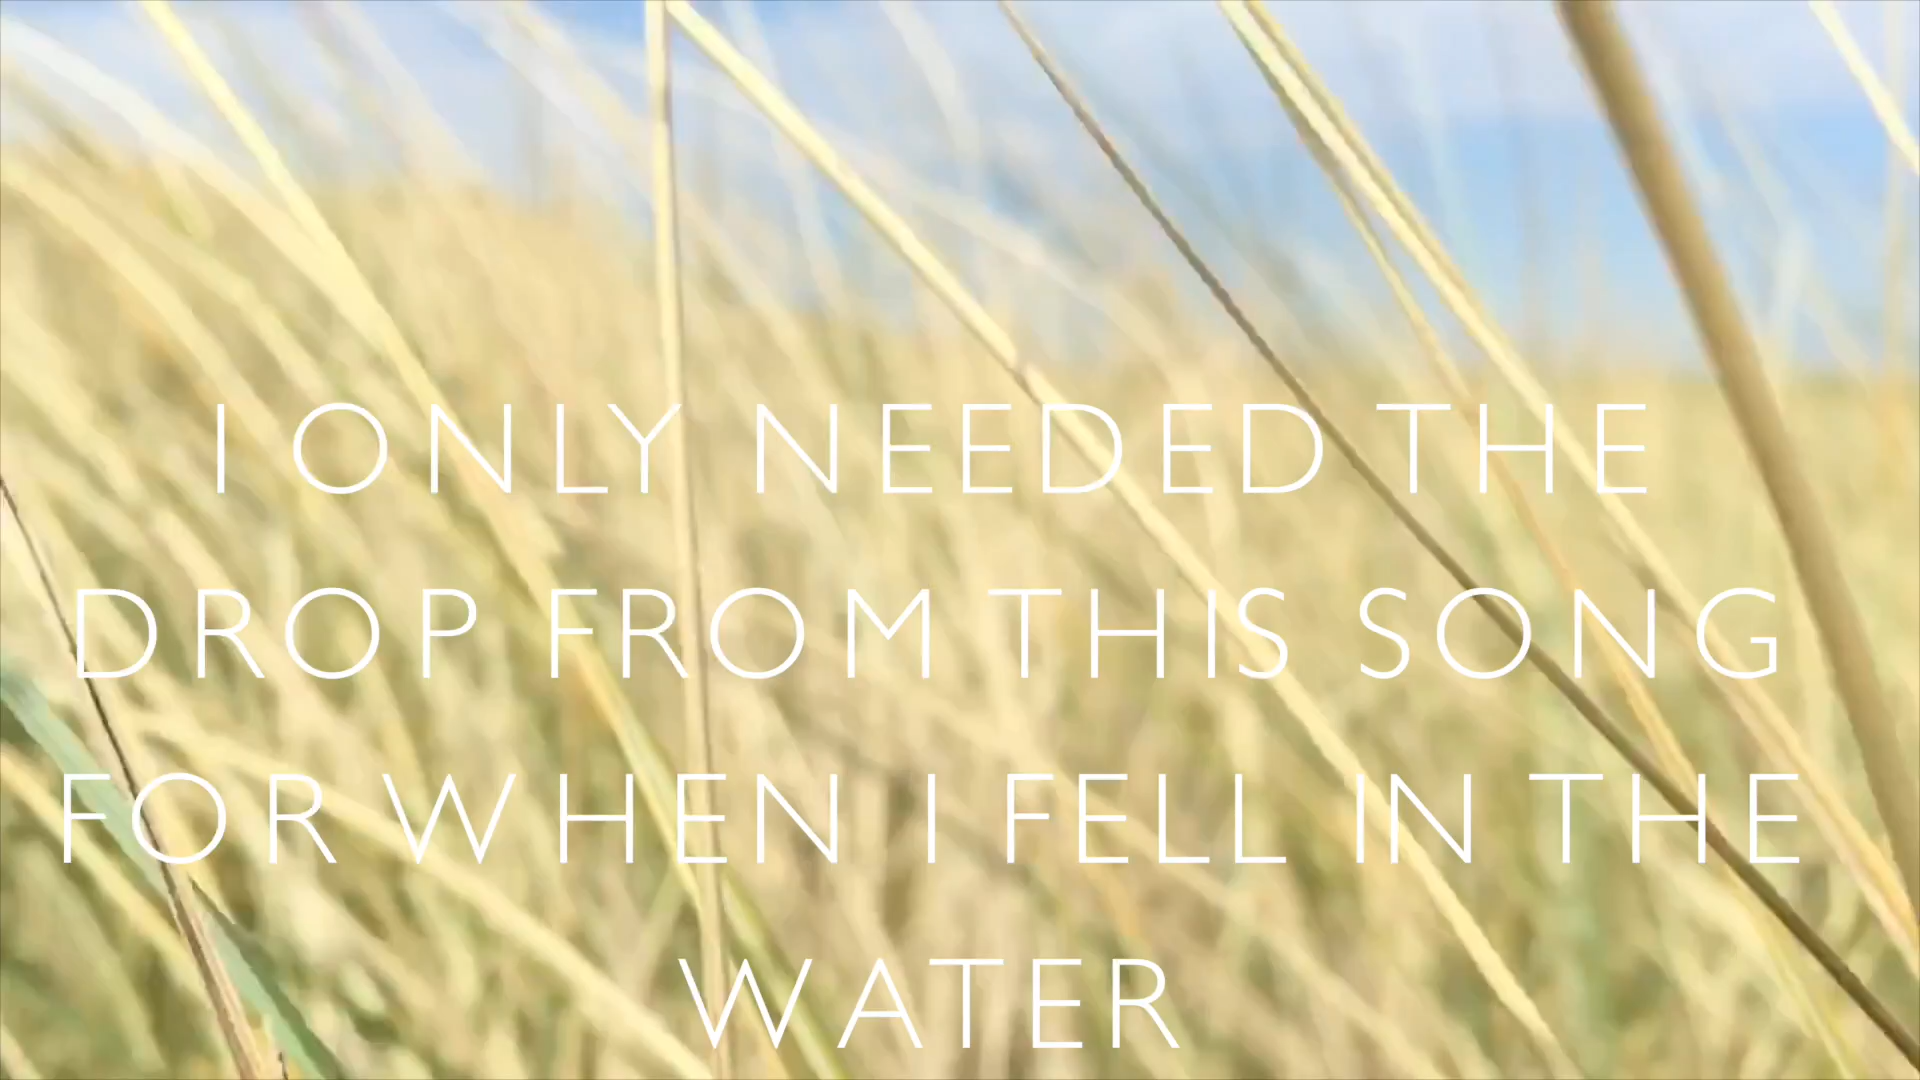 I ONLY NEEDED THE
DROP FROM THIS SONG
FOR WHEN I FELL IN THE
WATER